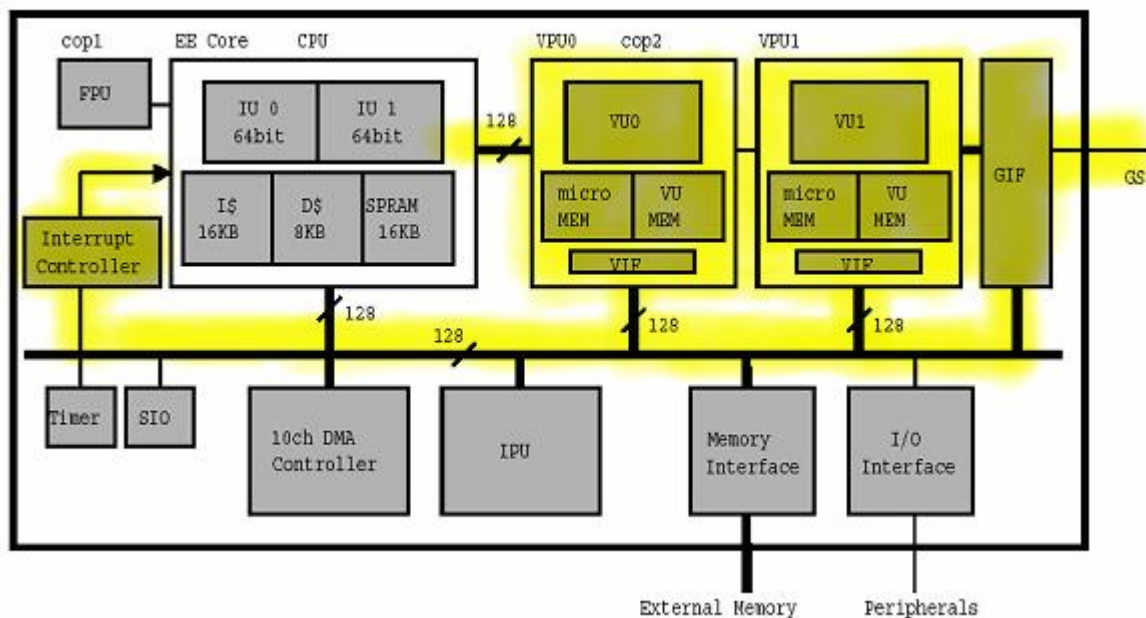 cop1
EE Core CPU
VPU0 cop2
VPU1
FPU
IU 0
64bit
IU 1
64bit
128
VU0
VU1
GIF
GS
I$
16KB
D$
8KB
SPRAM
16KB
micro
MEM
VU
MEM
micro
MEM
VU
MEM
Interrupt
Controller
VIF
VIF
128
128
128
128
Timer
SIO
10ch DMA
Controller
IPU
Memory
Interface
I/O
Interface
External Memory
Peripherals